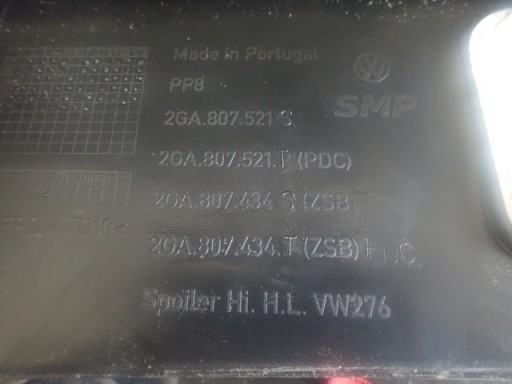 Made in Portugal
PP8
SMP
2GA.807.521.S
2GA.807.521.T (PDC)
2GA.807.434 S (ZSB
2GA.807.434.T (ZSB) PDC
Spoiler Hi. H.L. VW276